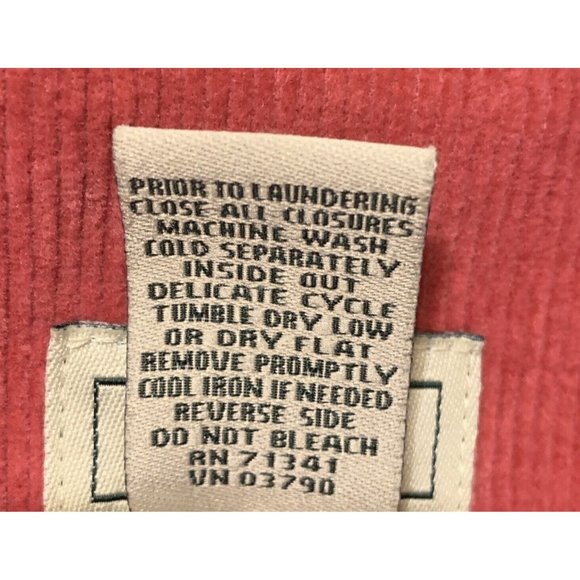 PRIOR TO LAUNDERING
CLOSE ALL CLOSURES
MACHINE WASH
COLD SEPARATELY
INSIDE OUT
DELICATE CYCLE
TUMBLE DRY LOW
OR DRY FLAT
REMOVE PROMPTLY
COOL IRON IF NEEDED
REVERSE SIDE
DO NOT BLEACH
RN 71341
VN 03790